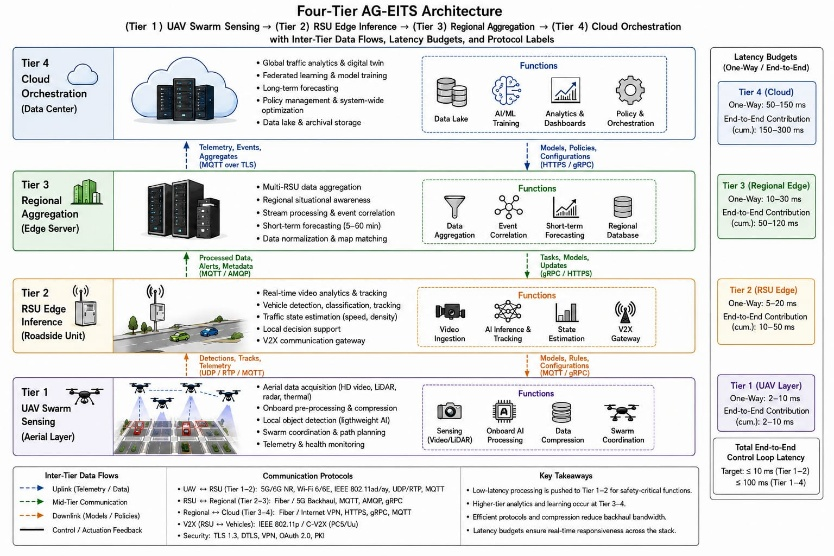 Four-Tier AG-EITS Architecture
(Tier 1) UAV Swarm Sensing → (Tier 2) RSU Edge Inference → (Tier 3) Regional Aggregation → (Tier 4) Cloud Orchestration
with Inter-Tier Data Flows, Latency Budgets, and Protocol Labels
Tier 4
Cloud
Orchestration
(Data Center)
• Global traffic analytics & digital twin
• Federated learning & model training
• Long-term forecasting
• Policy management & system-wide
optimization
• Data lake & archival storage
Functions
Data Lake
AI/ML
Training
Analytics &
Dashboards
Policy &
Orchestration
Telemetry, Events,
Aggregates
(MQTT over TLS)
Models, Policies,
Configurations
(HTTPS / gRPC)
Tier 3
Regional
Aggregation
(Edge Server)
• Multi-RSU data aggregation
• Regional situational awareness
• Stream processing & event correlation
• Short-term forecasting (5–60 min)
• Data normalization & map matching
Functions
Data
Aggregation
Event
Correlation
Short-term
Forecasting
Regional
Database
Processed Data,
Alerts, Metadata
(MQTT / AMQP)
Tasks, Models,
Updates
(gRPC / HTTPS)
Tier 2
RSU Edge
Inference
(Roadside Unit)
• Real-time video analytics & tracking
• Vehicle detection, classification, tracking
• Traffic state estimation (speed, density)
• Local decision support
• V2X communication gateway
Functions
Video
Ingestion
AI Inference &
Tracking
State
Estimation
V2X
Gateway
Detections, Tracks,
Telemetry
(UDP / RTP / MQTT)
Models, Rules,
Configurations
(MQTT / gRPC)
Tier 1
UAV Swarm
Sensing
(Aerial Layer)
• Aerial data acquisition (HD video, LiDAR,
radar, thermal)
• Onboard pre-processing & compression
• Local object detection (ligthweight AI)
• Swarm coordination & path planning
• Telemetry & health monitoring
Functions
Sensing
(Video/LiDAR)
AI
Onboard AI
Processing
Data
Compression
Swarm
Coordination
Latency Budgets
(One-Way / End-to-End)
Tier 4 (Cloud)
One-Way: 50–150 ms
End-to-End Contribution
(cum.): 150–300 ms
Tier 3 (Regional Edge)
One-Way: 10–30 ms
End-to-End Contribution
(cum.): 50–120 ms
Tier 2 (RSU Edge)
One-Way: 5–20 ms
End-to-End Contribution
(cum.): 10–50 ms
Tier 1 (UAV Layer)
One-Way: 2–10 ms
End-to-End Contribution
(cum.): 2–10 ms
Total End-to-End
Control Loop Latency
Target: ≤ 10 ms (Tier 1–2)
≤ 100 ms (Tier 1–4)
Inter-Tier Data Flows
Uplink (Telemetry / Data)
Mid-Tier Communication
Downlink (Models / Policies)
Control / Actuation Feedback
Communication Protocols
• UAV ↔ RSU (Tier 1–2): 5G/6G NR, Wi-Fi 6/6E, IEEE 802.11ad/ay, UDP/RTP, MQTT
• RSU ↔ Regional (Tier 2–3): Fiber / 5G Backhaul, MQTT, AMQP, gRPC
• Regional ↔ Cloud (Tier 3–4): Fiber / Internet VPN, HTTPS, gRPC, MQTT
• V2X (RSU ↔ Vehicles): IEEE 802.11p / C-V2X (PC5/Uu)
• Security: TLS 1.3, DTLS, VPN, OAuth 2.0, PKI
Key Takeaways
• Low-latency processing is pushed to Tier 1–2 for safety-critical functions.
• Higher-tier analytics and learning occur at Tier 3–4.
• Efficient protocols and compression reduce backhaul bandwidth.
• Latency budgets ensure real-time responsiveness across the stack.